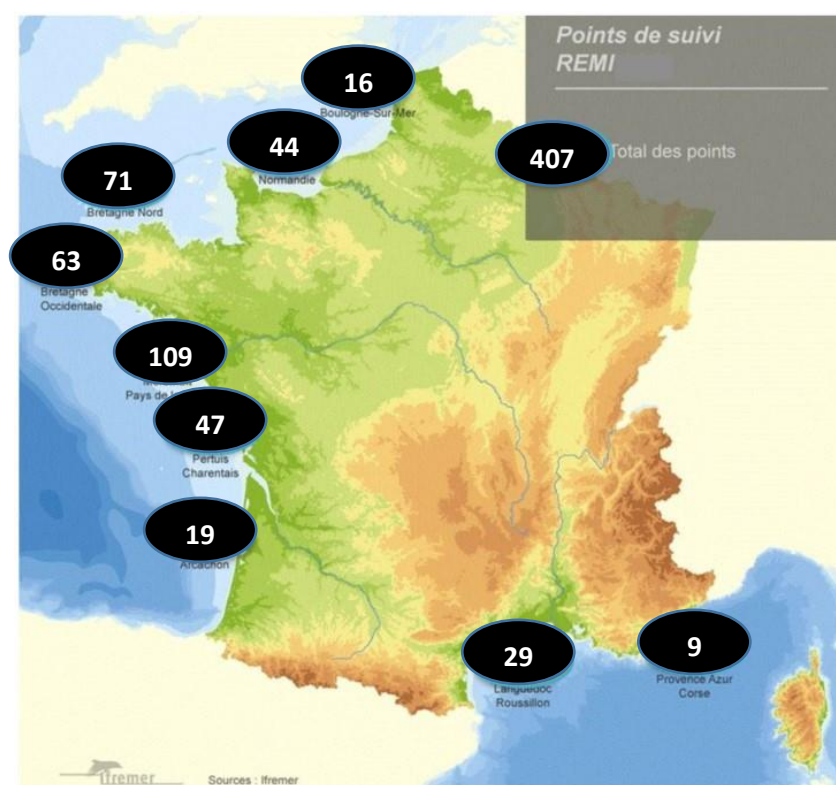 Points de suivi
REMI
407
Total des points
16
Boulogne-Sur-Mer
44
Normandie
71
Bretagne Nord
63
Bretagne
Occidentale
109
Pays de
47
Pertuis
Charentais
19
Arcachon
29
Languedoc
Roussillon
9
Provence Azur
Corse
Ifremer
Sources : Ifremer